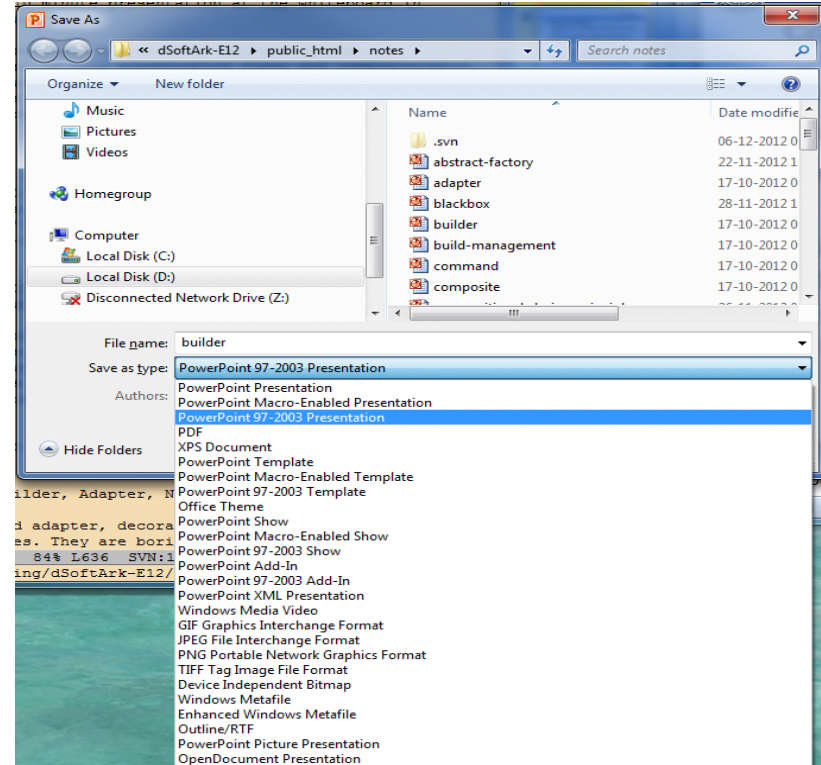 Save As
« dSoftArk-E12 public_html notes
Search notes
Organize New folder
Music
Pictures
Videos
Homegroup
Computer
Local Disk (C:)
Local Disk (D:)
Disconnected Network Drive (Z:)
Name Date modifie
.svn 06-12-2012 0
abstract-factory 22-11-2012 1
adapter 17-10-2012 0
blackbox 28-11-2012 1
builder 17-10-2012 0
build-management 17-10-2012 0
command 17-10-2012 0
composite 17-10-2012 0
File name: builder
Save as type: PowerPoint 97-2003 Presentation
Authors:
Hide Folders
PowerPoint Presentation
PowerPoint Macro-Enabled Presentation
PowerPoint 97-2003 Presentation
PDF
XPS Document
PowerPoint Template
PowerPoint Macro-Enabled Template
PowerPoint 97-2003 Template
Office Theme
PowerPoint Show
PowerPoint Macro-Enabled Show
PowerPoint 97-2003 Show
PowerPoint Add-In
PowerPoint 97-2003 Add-In
PowerPoint XML Presentation
Windows Media Video
GIF Graphics Interchange Format
JPEG File Interchange Format
PNG Portable Network Graphics Format
TIFF Tag Image File Format
Device Independent Bitmap
Windows Metafile
Enhanced Windows Metafile
Outline/RTF
PowerPoint Picture Presentation
OpenDocument Presentation
ilder, Adapter, N
d adapter, decora
es. They are bori
84% L636 SVN:1
ing/dSoftArk-E12/